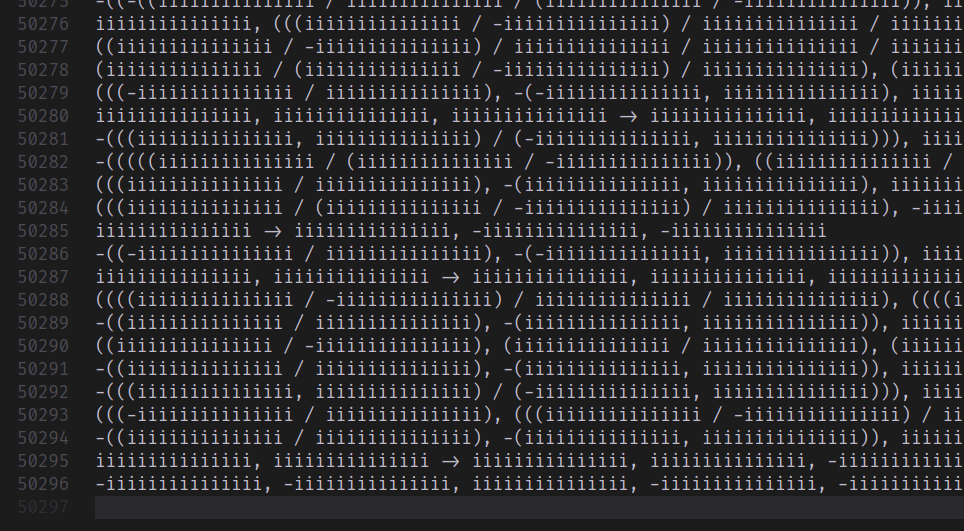 50275 -((-((iiiiiiiiiiiiiii / iiiiiiiiiiiiiii / (iiiiiiiiiiiiiii / -iiiiiiiiiiiiiii)), ii
50276 iiiiiiiiiiiiiii, (((iiiiiiiiiiiiiii / -iiiiiiiiiiiiiii) / iiiiiiiiiiiiiii / iiiiiii
50277 ((iiiiiiiiiiiiiii / -iiiiiiiiiiiiiii) / iiiiiiiiiiiiiii / iiiiiiiiiiiiiii / iiiiiii
50278 (iiiiiiiiiiiiiii / (iiiiiiiiiiiiiii / -iiiiiiiiiiiiiii) / iiiiiiiiiiiiiii), (iiiiii
50279 (((-iiiiiiiiiiiiiii / iiiiiiiiiiiiiii), -(-iiiiiiiiiiiiiii, iiiiiiiiiiiiiii), iiiii
50280 iiiiiiiiiiiiiii, iiiiiiiiiiiiiii, iiiiiiiiiiiiiii → iiiiiiiiiiiiiii, iiiiiiiiiiiii
50281 -(((iiiiiiiiiiiiiii, iiiiiiiiiiiiiii) / (-iiiiiiiiiiiiiii, iiiiiiiiiiiiiii))), iiii
50282 -(((((iiiiiiiiiiiiiii / (iiiiiiiiiiiiiii / -iiiiiiiiiiiiiii)), ((iiiiiiiiiiiiiii /
50283 (((iiiiiiiiiiiiiii / iiiiiiiiiiiiiii), -(iiiiiiiiiiiiiii, iiiiiiiiiiiiiii), iiiiiii
50284 (((iiiiiiiiiiiiiii / (iiiiiiiiiiiiiii / -iiiiiiiiiiiiiii) / iiiiiiiiiiiiiii), -iiii
50285 iiiiiiiiiiiiiii → iiiiiiiiiiiiiii, -iiiiiiiiiiiiiii, -iiiiiiiiiiiiiii
50286 -((-iiiiiiiiiiiiiii / iiiiiiiiiiiiiii), -(-iiiiiiiiiiiiiii, iiiiiiiiiiiiiii)), iiii
50287 iiiiiiiiiiiiiii, iiiiiiiiiiiiiii → iiiiiiiiiiiiiii, iiiiiiiiiiiiiii, iiiiiiiiiiiii
50288 ((((iiiiiiiiiiiiiii / -iiiiiiiiiiiiiii) / iiiiiiiiiiiiiii / iiiiiiiiiiiiiii), ((((i
50289 -((iiiiiiiiiiiiiii / iiiiiiiiiiiiiii), -(iiiiiiiiiiiiiii, iiiiiiiiiiiiiii)), iiiiii
50290 ((iiiiiiiiiiiiiii / -iiiiiiiiiiiiiii), (iiiiiiiiiiiiiii / iiiiiiiiiiiiiii), (iiiiii
50291 -((iiiiiiiiiiiiiii / iiiiiiiiiiiiiii), -(iiiiiiiiiiiiiii, iiiiiiiiiiiiiii)), iiiiii
50292 -(((iiiiiiiiiiiiiii, iiiiiiiiiiiiiii) / (-iiiiiiiiiiiiiii, iiiiiiiiiiiiiii))), iiii
50293 (((-iiiiiiiiiiiiiii / iiiiiiiiiiiiiii), (((iiiiiiiiiiiiiii / -iiiiiiiiiiiiiii) / ii
50294 -((iiiiiiiiiiiiiii / iiiiiiiiiiiiiii), -(iiiiiiiiiiiiiii, iiiiiiiiiiiiiii)), iiiiii
50295 iiiiiiiiiiiiiii, iiiiiiiiiiiiiii → iiiiiiiiiiiiiii, iiiiiiiiiiiiiii, -iiiiiiiiiiii
50296 -iiiiiiiiiiiiiii, -iiiiiiiiiiiiiii, iiiiiiiiiiiiiii, -iiiiiiiiiiiiiii, -iiiiiiiiiii
50297